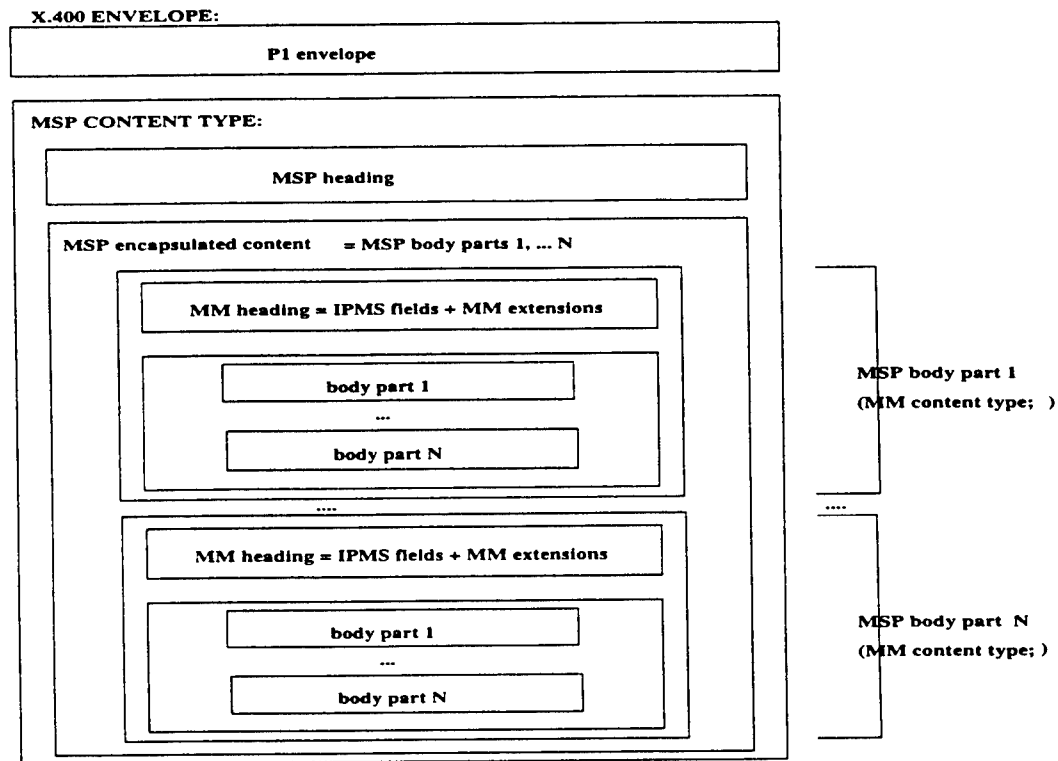 X.400 ENVELOPE:
P1 envelope
MSP CONTENT TYPE:
MSP heading
MSP encapsulated content = MSP body parts 1, ... N
MM heading = IPMS fields + MM extensions
body part 1
...
body part N
MSP body part 1
(MM content type; )
....
....
MM heading = IPMS fields + MM extensions
body part 1
...
body part N
MSP body part N
(MM content type; )